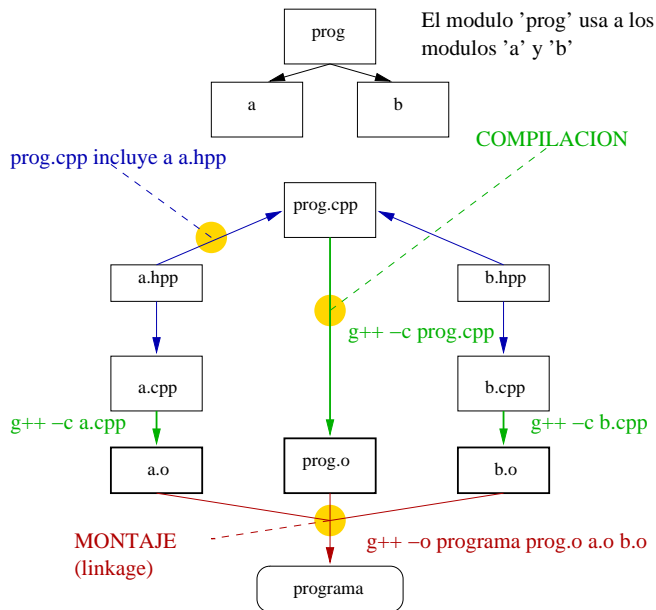 prog
El modulo ’prog’ usa a los
modulos ’a’ y ’b’
a
b
COMPILACION
prog.cpp incluye a a.hpp
prog.cpp
a.hpp
b.hpp
g++ −c prog.cpp
a.cpp
b.cpp
g++ −c a.cpp
g++ −c b.cpp
prog.o
a.o
b.o
MONTAJE
(linkage)
g++ −o programa prog.o a.o b.o
programa